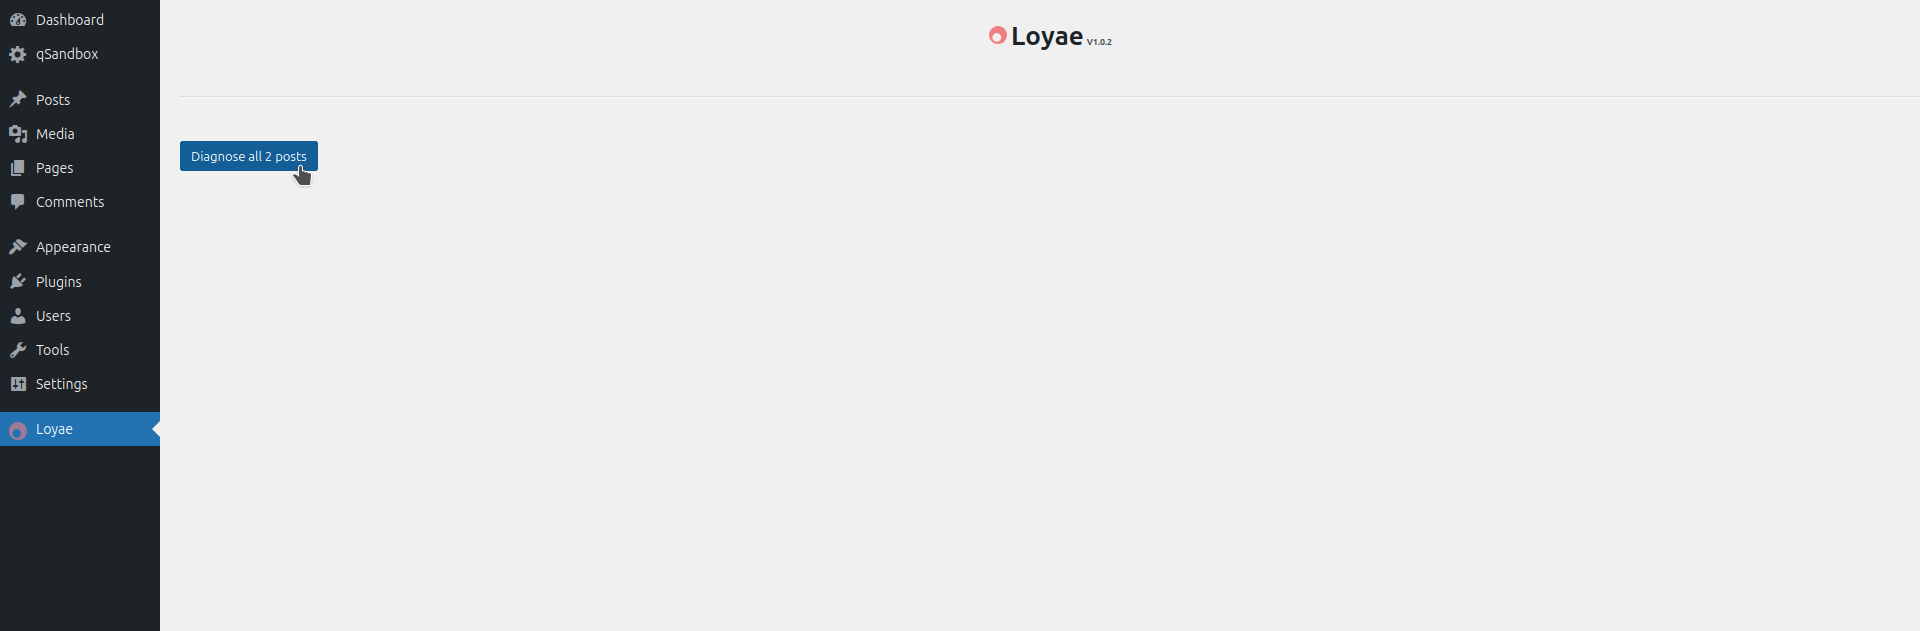 Dashboard
qSandbox
Posts
Media
Pages
Comments
Appearance
Plugins
Users
Tools
Settings
Loyae
Loyae V1.0.2
Diagnose all 2 posts